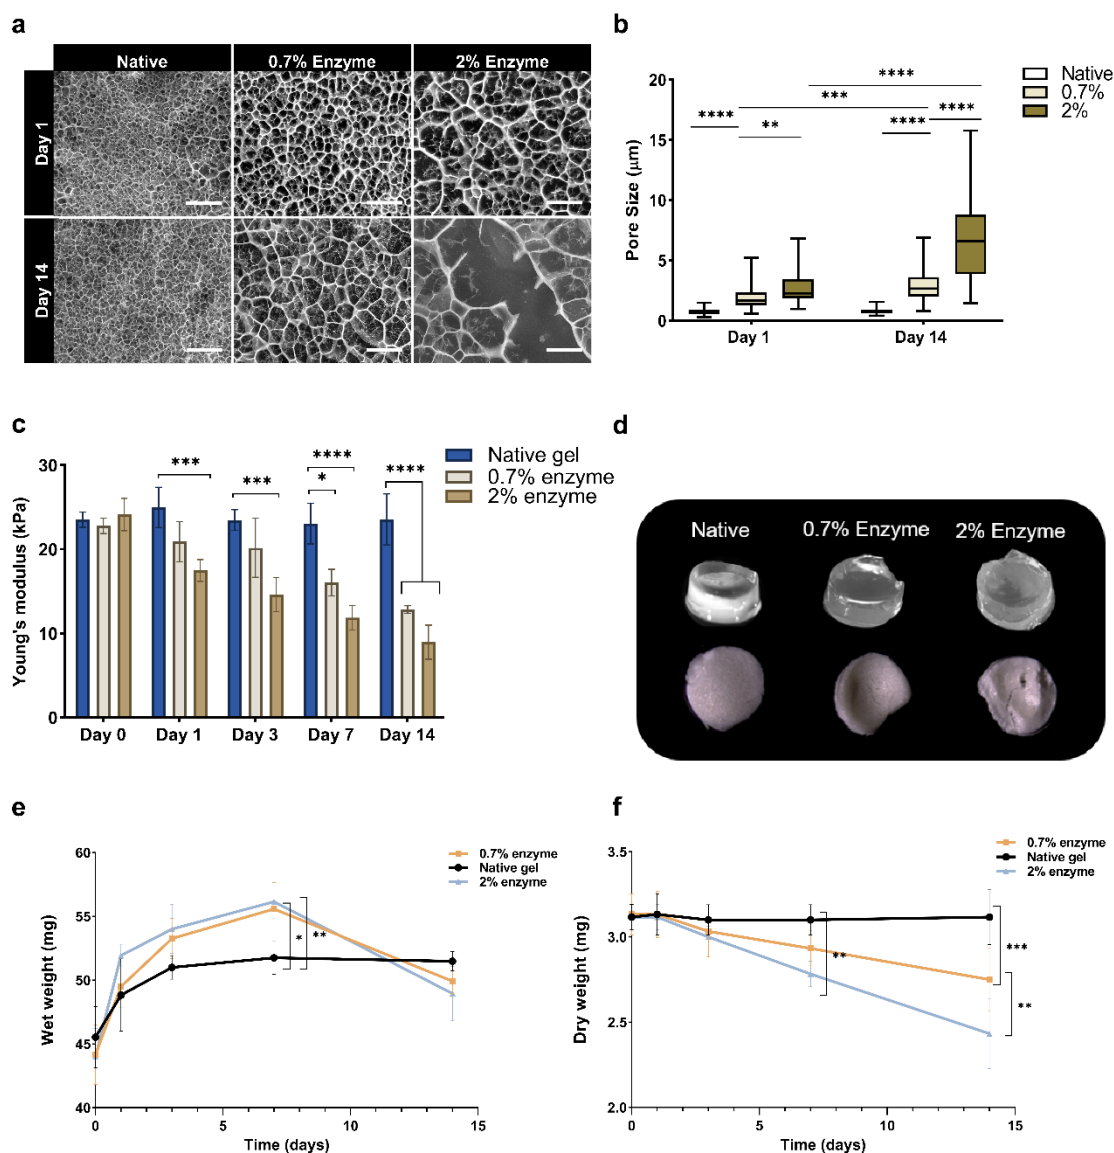 a
Native 0.7% Enzyme 2% Enzyme
Day 1
Day 14
b
Native
0.7%
2%
Pore Size (μm)
20
15
10
5
0
****
**
***
****
****
****
Day 1 Day 14
c
Native gel
0.7% enzyme
2% enzyme
Young's modulus (kPa)
30
20
10
0
***
***
****
*
****
Day 0 Day 1 Day 3 Day 7 Day 14
d
Native 0.7% Enzyme 2% Enzyme
e
0.7% enzyme
Native gel
2% enzyme
Wet weight (mg)
60
55
50
45
40
* **
0 5 10 15
Time (days)
f
0.7% enzyme
Native gel
2% enzyme
Dry weight (mg)
3.5
3.0
2.5
2.0
**
***
**
0 5 10 15
Time (days)